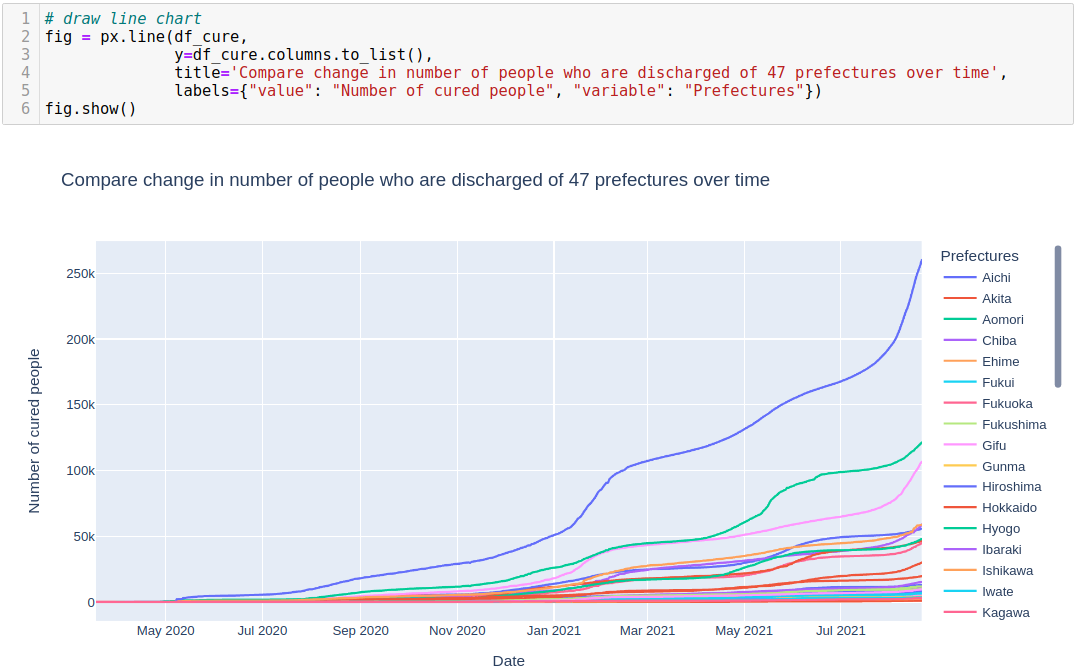 1 # draw line chart
2 fig = px.line(df_cure,
3 y=df_cure.columns.to_list(),
4 title='Compare change in number of people who are discharged of 47 prefectures over time',
5 labels={"value": "Number of cured people", "variable": "Prefectures"})
6 fig.show()
Compare change in number of people who are discharged of 47 prefectures over time
Number of cured people
250k
200k
150k
100k
50k
0
May 2020 Jul 2020 Sep 2020 Nov 2020 Jan 2021 Mar 2021 May 2021 Jul 2021
Date
Prefectures
Aichi
Akita
Aomori
Chiba
Ehime
Fukui
Fukuoka
Fukushima
Gifu
Gunma
Hiroshima
Hokkaido
Hyogo
Ibaraki
Ishikawa
Iwate
Kagawa